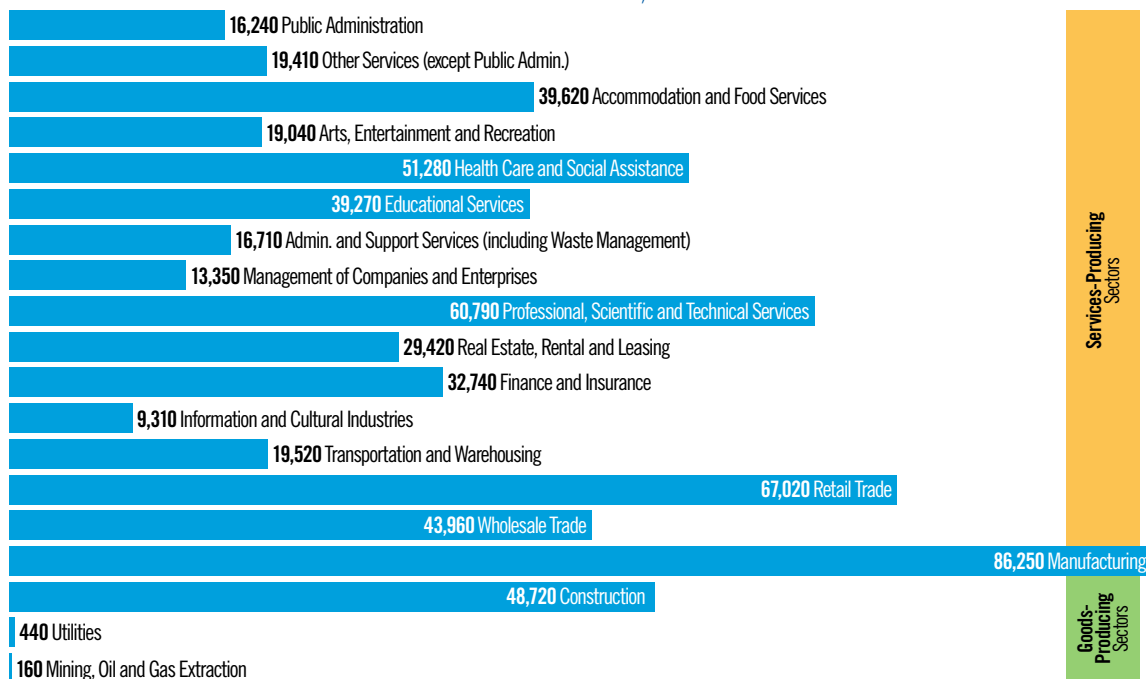 16,240 Public Administration
19,410 Other Services (except Public Admin.)
39,620 Accommodation and Food Services
19,040 Arts, Entertainment and Recreation
51,280 Health Care and Social Assistance
39,270 Educational Services
16,710 Admin. and Support Services (including Waste Management)
13,350 Management of Companies and Enterprises
60,790 Professional, Scientific and Technical Services
29,420 Real Estate, Rental and Leasing
32,740 Finance and Insurance
9,310 Information and Cultural Industries
19,520 Transportation and Warehousing
67,020 Retail Trade
43,960 Wholesale Trade
86,250 Manufacturing
48,720 Construction
440 Utilities
160 Mining, Oil and Gas Extraction
Services-Producing
Sectors
Goods-
Producing
Sectors